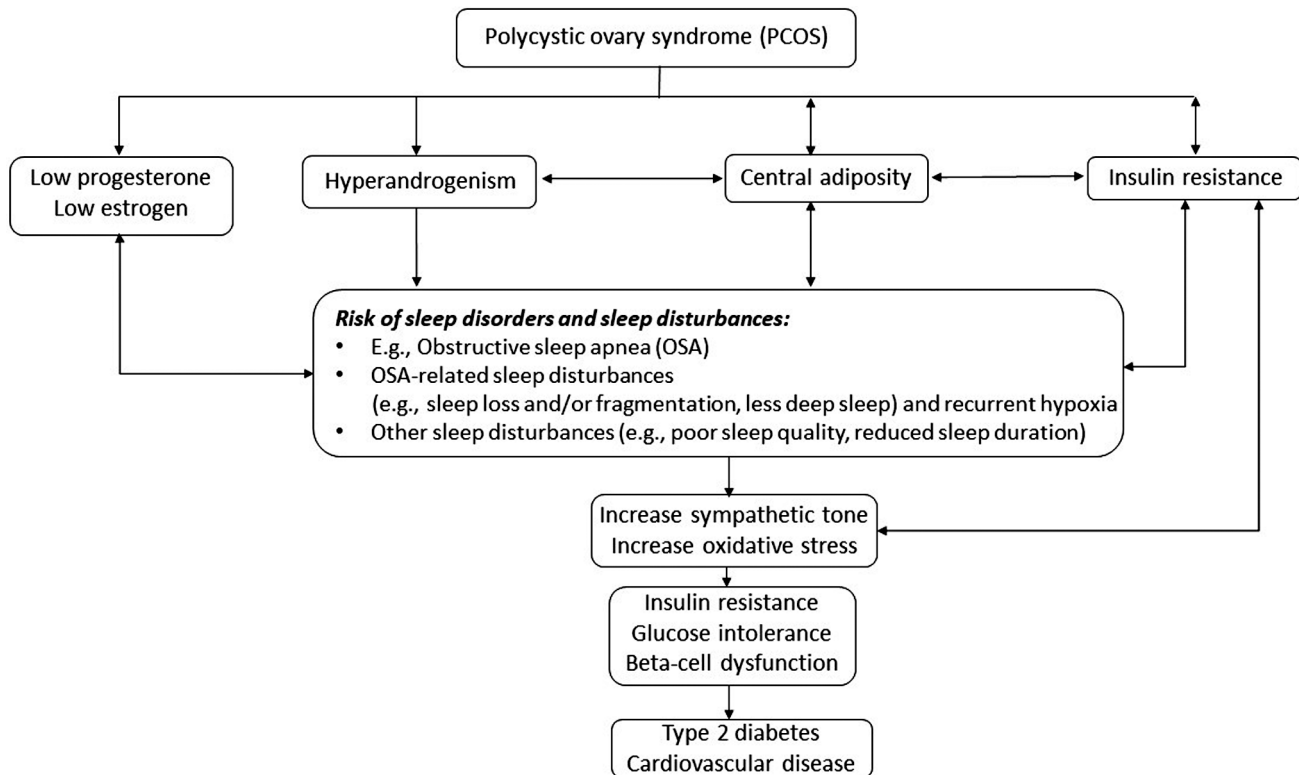 Polycystic ovary syndrome (PCOS)
Low progesterone
Low estrogen
Hyperandrogenism
Central adiposity
Insulin resistance
Risk of sleep disorders and sleep disturbances:
• E.g., Obstructive sleep apnea (OSA)
• OSA-related sleep disturbances
(e.g., sleep loss and/or fragmentation, less deep sleep) and recurrent hypoxia
• Other sleep disturbances (e.g., poor sleep quality, reduced sleep duration)
Increase sympathetic tone
Increase oxidative stress
Insulin resistance
Glucose intolerance
Beta-cell dysfunction
Type 2 diabetes
Cardiovascular disease